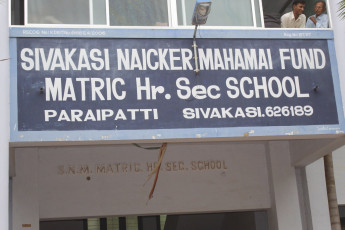 SIVAKASI NAICKER MAHAMAI FUND
MATRIC Hr. Sec SCHOOL
PARAIPATTI SIVAKASI.626189
S.N.M. MATRIC. HR. SEC. SCHOOL